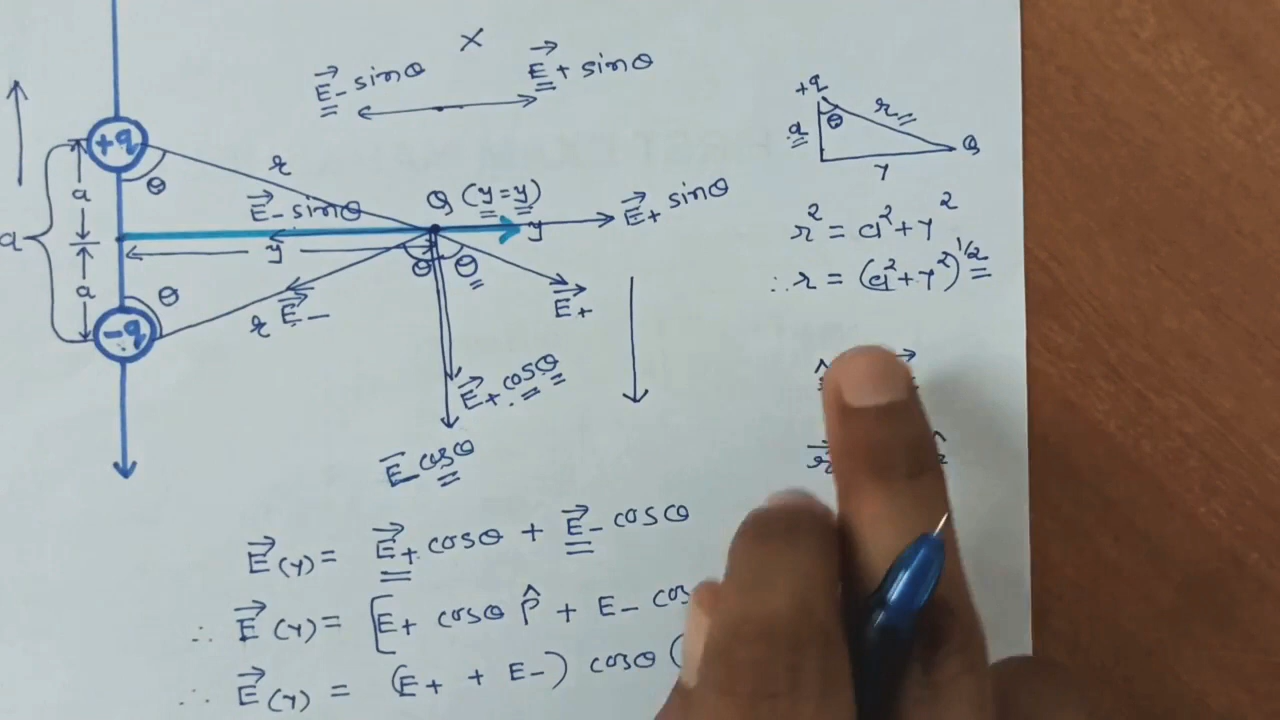 ×
E₋ sinθ
E⃗₊ sinθ
+q
a
r
θ
E⃗₋ sinθ
Q (y=y)
E⃗₊ sinθ
y
y
a
θ
-q
r
E⃗₋
θ
θ
E⃗₊
E⃗₊ cosθ
E cosθ
E⃗(y) = E⃗₊ cosθ + E⃗₋ cosθ
∴ E⃗(y) = [E₊ cosθ P̂ + E₋ cos
∴ E⃗(y) = (E₊ + E₋) cosθ (
+q
a
θ
r
Q
y
r² = a² + y²
∴ r = (a² + y²)^1/2